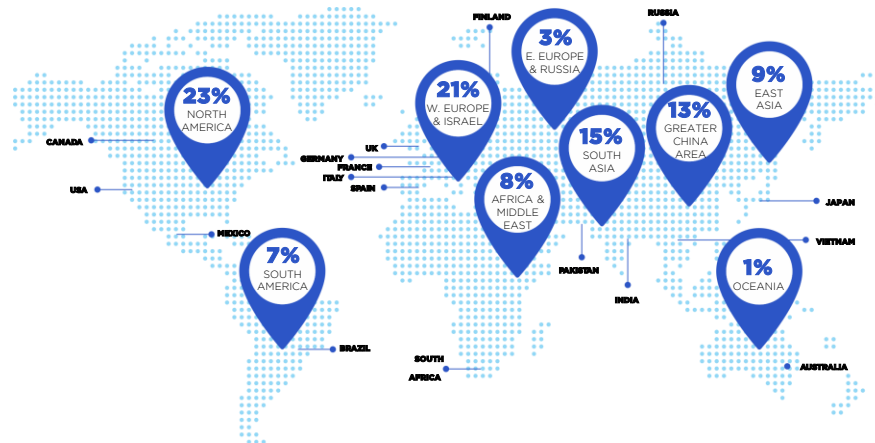 FINLAND
RUSSIA
3%
E. EUROPE
& RUSSIA
9%
EAST
ASIA
23%
NORTH
AMERICA
21%
W. EUROPE
& ISRAEL
13%
GREATER
CHINA
AREA
15%
SOUTH
ASIA
CANADA
UK
GERMANY
FRANCE
ITALY
SPAIN
USA
8%
AFRICA &
MIDDLE
EAST
JAPAN
MEXICO
VIETNAM
7%
SOUTH
AMERICA
PAKISTAN
1%
OCEANIA
INDIA
BRAZIL
SOUTH
AFRICA
AUSTRALIA